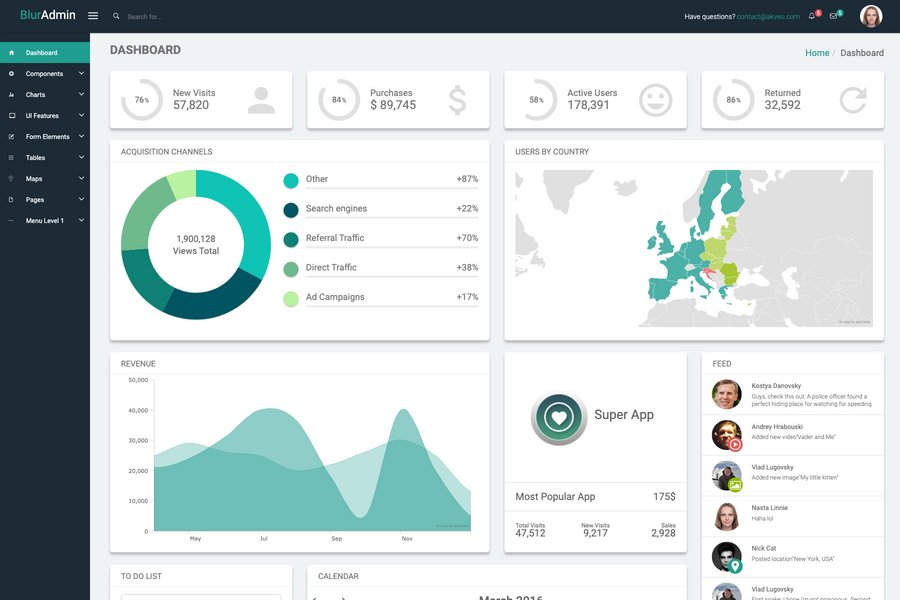 BlurAdmin
Search for...
Have questions? contact@akveo.com
5
5
Dashboard
Components
Charts
UI Features
Form Elements
Tables
Maps
Pages
Menu Level 1
DASHBOARD
Home / Dashboard
76%
New Visits
57,820
84%
Purchases
$ 89,745
58%
Active Users
178,391
86%
Returned
32,592
ACQUISITION CHANNELS
1,900,128
Views Total
Other +87%
Search engines +22%
Referral Traffic +70%
Direct Traffic +38%
Ad Campaigns +17%
USERS BY COUNTRY
REVENUE
50,000
40,000
30,000
20,000
10,000
0
May Jul Sep Nov
Super App
Most Popular App 175$
Total Visits New Visits Sales
47,512 9,217 2,928
FEED
Kostya Danovsky
Guys, check this out. A police officer found a
perfect hiding place for watching for speeding
Andrey Hrabouski
Added new video"Vader and Me"
Vlad Lugovsky
Added new image"My little kitten"
Nasta Linnie
Haha lol
Nick Cat
Posted location"New York, USA"
Vlad Lugovsky
TO DO LIST
CALENDAR
March 2016